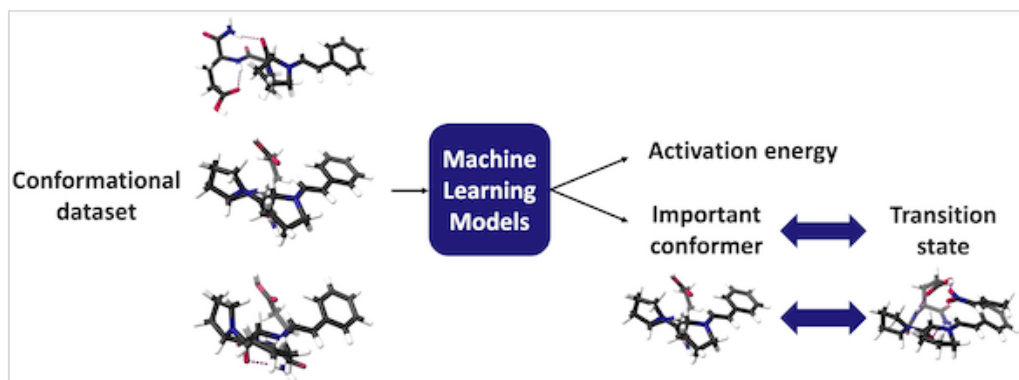 Conformational
dataset
Machine
Learning
Models
Activation energy
Important
conformer
Transition
state